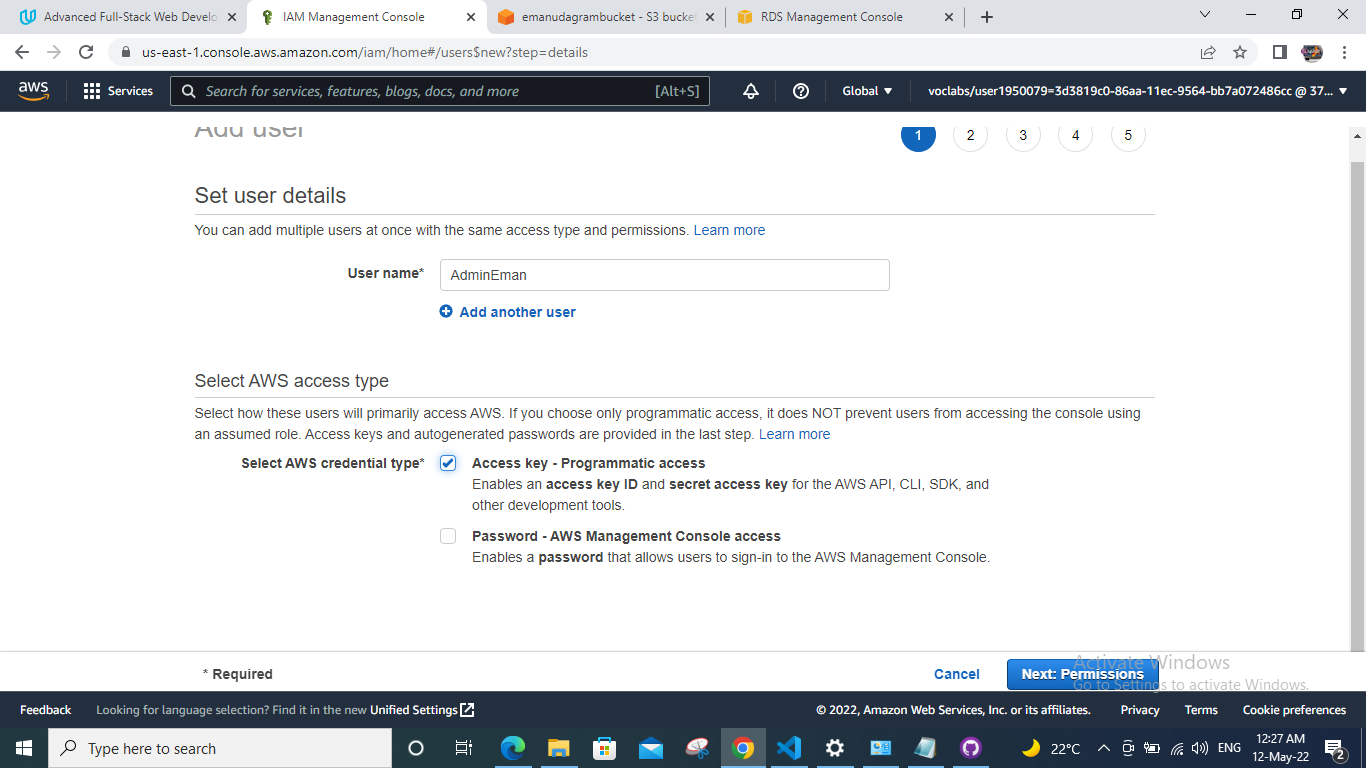 Advanced Full-Stack Web Develo
IAM Management Console
emanudagrambucket - S3 bucket
RDS Management Console
us-east-1.console.aws.amazon.com/iam/home#/users$new?step=details
aws
Services
Search for services, features, blogs, docs, and more [Alt+S]
Global
voclabs/user1950079=3d3819c0-86aa-11ec-9564-bb7a072486cc @ 37...
Add user
1 2 3 4 5
Set user details
You can add multiple users at once with the same access type and permissions. Learn more
User name*
AdminEman
Add another user
Select AWS access type
Select how these users will primarily access AWS. If you choose only programmatic access, it does NOT prevent users from accessing the console using
an assumed role. Access keys and autogenerated passwords are provided in the last step. Learn more
Select AWS credential type*
Access key - Programmatic access
Enables an access key ID and secret access key for the AWS API, CLI, SDK, and
other development tools.
Password - AWS Management Console access
Enables a password that allows users to sign-in to the AWS Management Console.
* Required
Cancel
Next: Permissions
Activate Windows
Go to Settings to activate Windows.
Feedback
Looking for language selection? Find it in the new Unified Settings
© 2022, Amazon Web Services, Inc. or its affiliates.
Privacy
Terms
Cookie preferences
Type here to search
22°C
ENG
12:27 AM
12-May-22
2